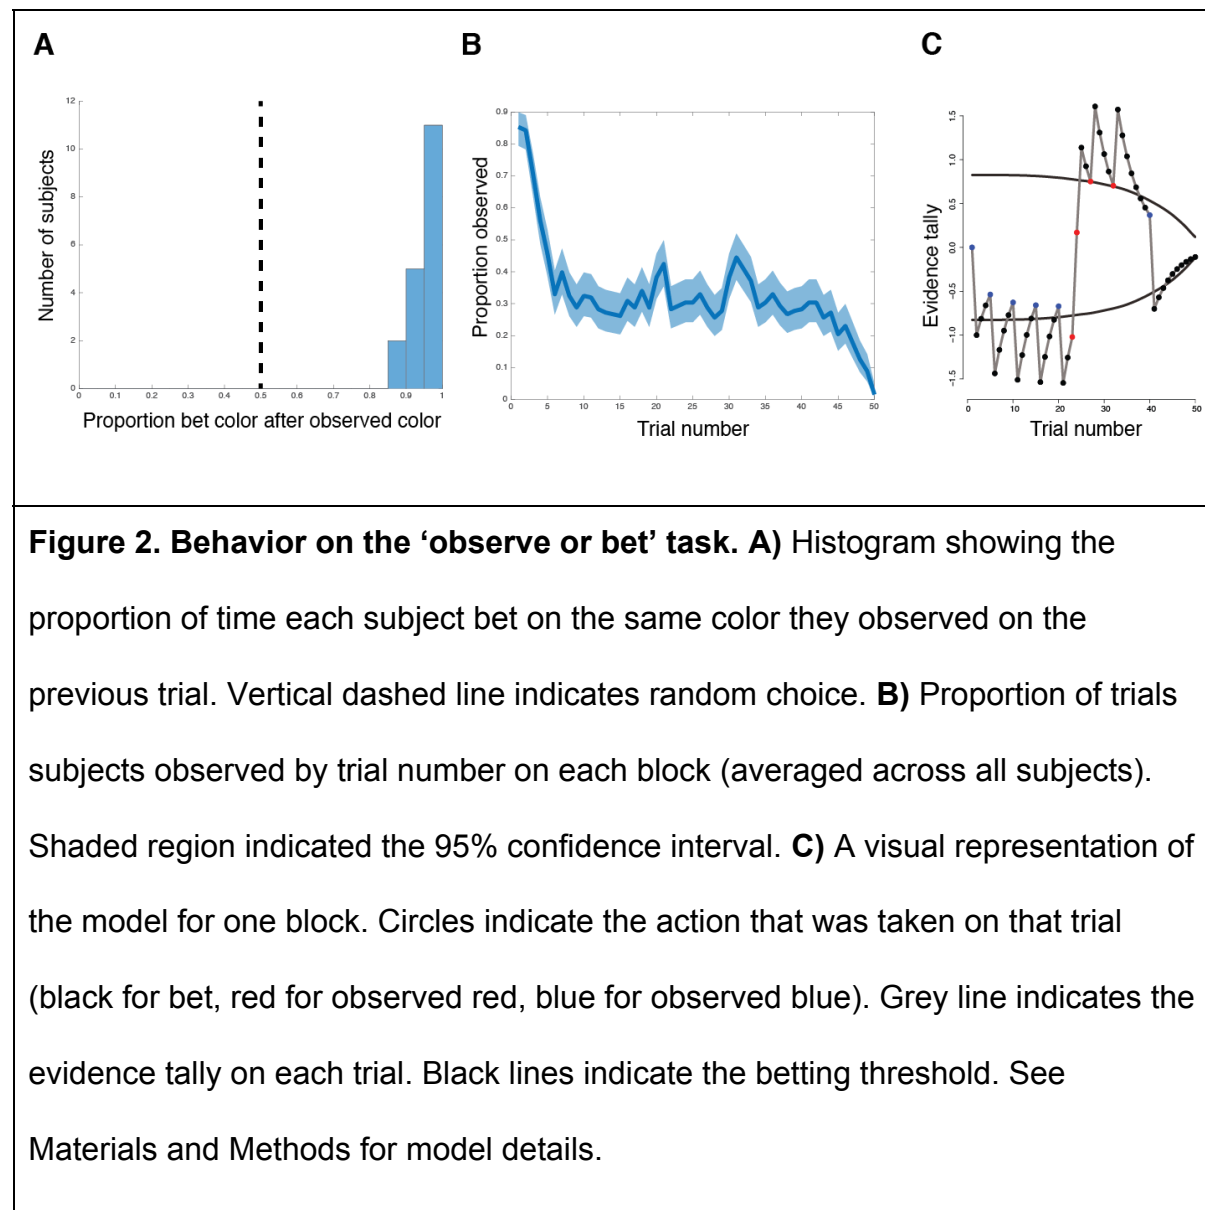 A
B
C
12
10
8
6
4
2
0
Number of subjects
0 0.1 0.2 0.3 0.4 0.5 0.6 0.7 0.8 0.9 1
Proportion bet color after observed color
0.9
0.8
0.7
0.6
0.5
0.4
0.3
0.2
0.1
0
Proportion observed
0 5 10 15 20 25 30 35 40 45 50
Trial number
1.5
1.0
0.5
0.0
−0.5
−1.0
−1.5
Evidence tally
0 10 20 30 40 50
Trial number
Figure 2. Behavior on the ‘observe or bet’ task. A) Histogram showing the
proportion of time each subject bet on the same color they observed on the
previous trial. Vertical dashed line indicates random choice. B) Proportion of trials
subjects observed by trial number on each block (averaged across all subjects).
Shaded region indicated the 95% confidence interval. C) A visual representation of
the model for one block. Circles indicate the action that was taken on that trial
(black for bet, red for observed red, blue for observed blue). Grey line indicates the
evidence tally on each trial. Black lines indicate the betting threshold. See
Materials and Methods for model details.